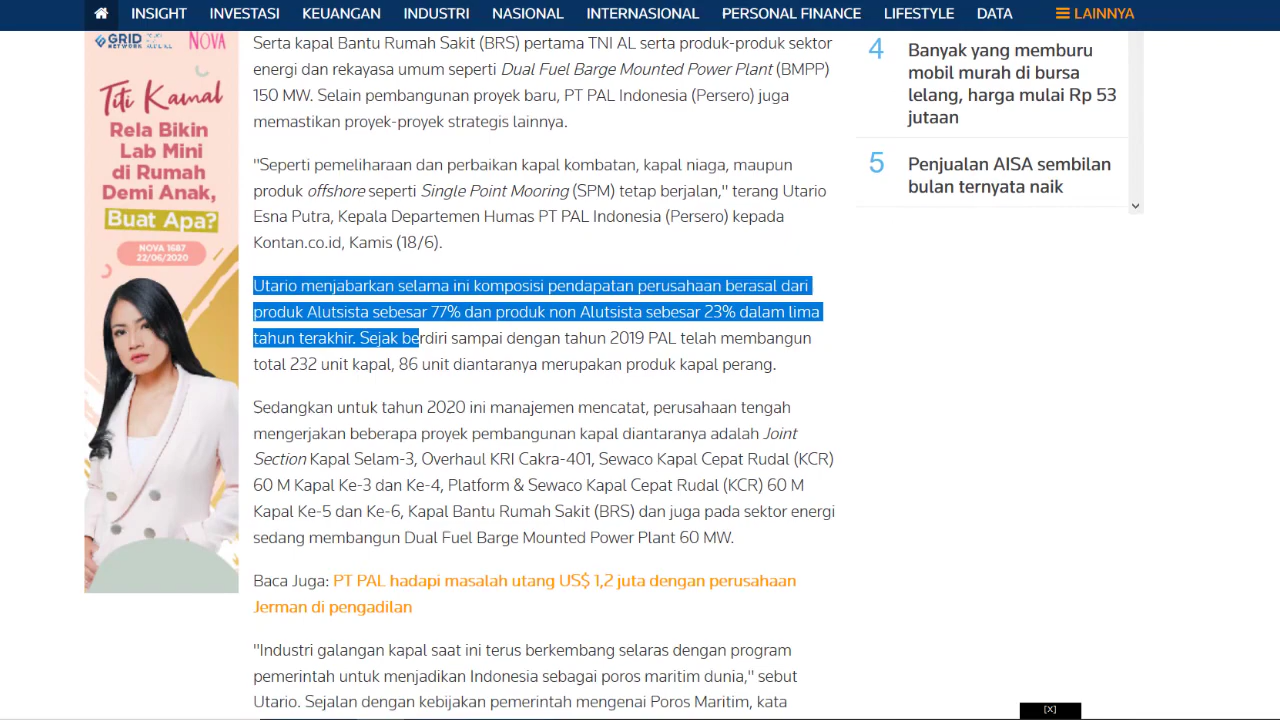 INSIGHT INVESTASI KEUANGAN INDUSTRI NASIONAL INTERNASIONAL PERSONAL FINANCE LIFESTYLE DATA LAINNYA
GRID
NETWORK
NOVA
Titi Kamal
Rela Bikin
Lab Mini
di Rumah
Demi Anak,
Buat Apa?
NOVA 1687
22/06/2020
Serta kapal Bantu Rumah Sakit (BRS) pertama TNI AL serta produk-produk sektor
energi dan rekayasa umum seperti Dual Fuel Barge Mounted Power Plant (BMPP)
150 MW. Selain pembangunan proyek baru, PT PAL Indonesia (Persero) juga
memastikan proyek-proyek strategis lainnya.
"Seperti pemeliharaan dan perbaikan kapal kombatan, kapal niaga, maupun
produk offshore seperti Single Point Mooring (SPM) tetap berjalan," terang Utario
Esna Putra, Kepala Departemen Humas PT PAL Indonesia (Persero) kepada
Kontan.co.id, Kamis (18/6).
Utario menjabarkan selama ini komposisi pendapatan perusahaan berasal dari
produk Alutsista sebesar 77% dan produk non Alutsista sebesar 23% dalam lima
tahun terakhir. Sejak berdiri sampai dengan tahun 2019 PAL telah membangun
total 232 unit kapal, 86 unit diantaranya merupakan produk kapal perang.
Sedangkan untuk tahun 2020 ini manajemen mencatat, perusahaan tengah
mengerjakan beberapa proyek pembangunan kapal diantaranya adalah Joint
Section Kapal Selam-3, Overhaul KRI Cakra-401, Sewaco Kapal Cepat Rudal (KCR)
60 M Kapal Ke-3 dan Ke-4, Platform & Sewaco Kapal Cepat Rudal (KCR) 60 M
Kapal Ke-5 dan Ke-6, Kapal Bantu Rumah Sakit (BRS) dan juga pada sektor energi
sedang membangun Dual Fuel Barge Mounted Power Plant 60 MW.
Baca Juga: PT PAL hadapi masalah utang US$ 1,2 juta dengan perusahaan
Jerman di pengadilan
"Industri galangan kapal saat ini terus berkembang selaras dengan program
pemerintah untuk menjadikan Indonesia sebagai poros maritim dunia," sebut
Utario. Sejalan dengan kebijakan pemerintah mengenai Poros Maritim, kata
4
Banyak yang memburu
mobil murah di bursa
lelang, harga mulai Rp 53
jutaan
5
Penjualan AISA sembilan
bulan ternyata naik
[X]